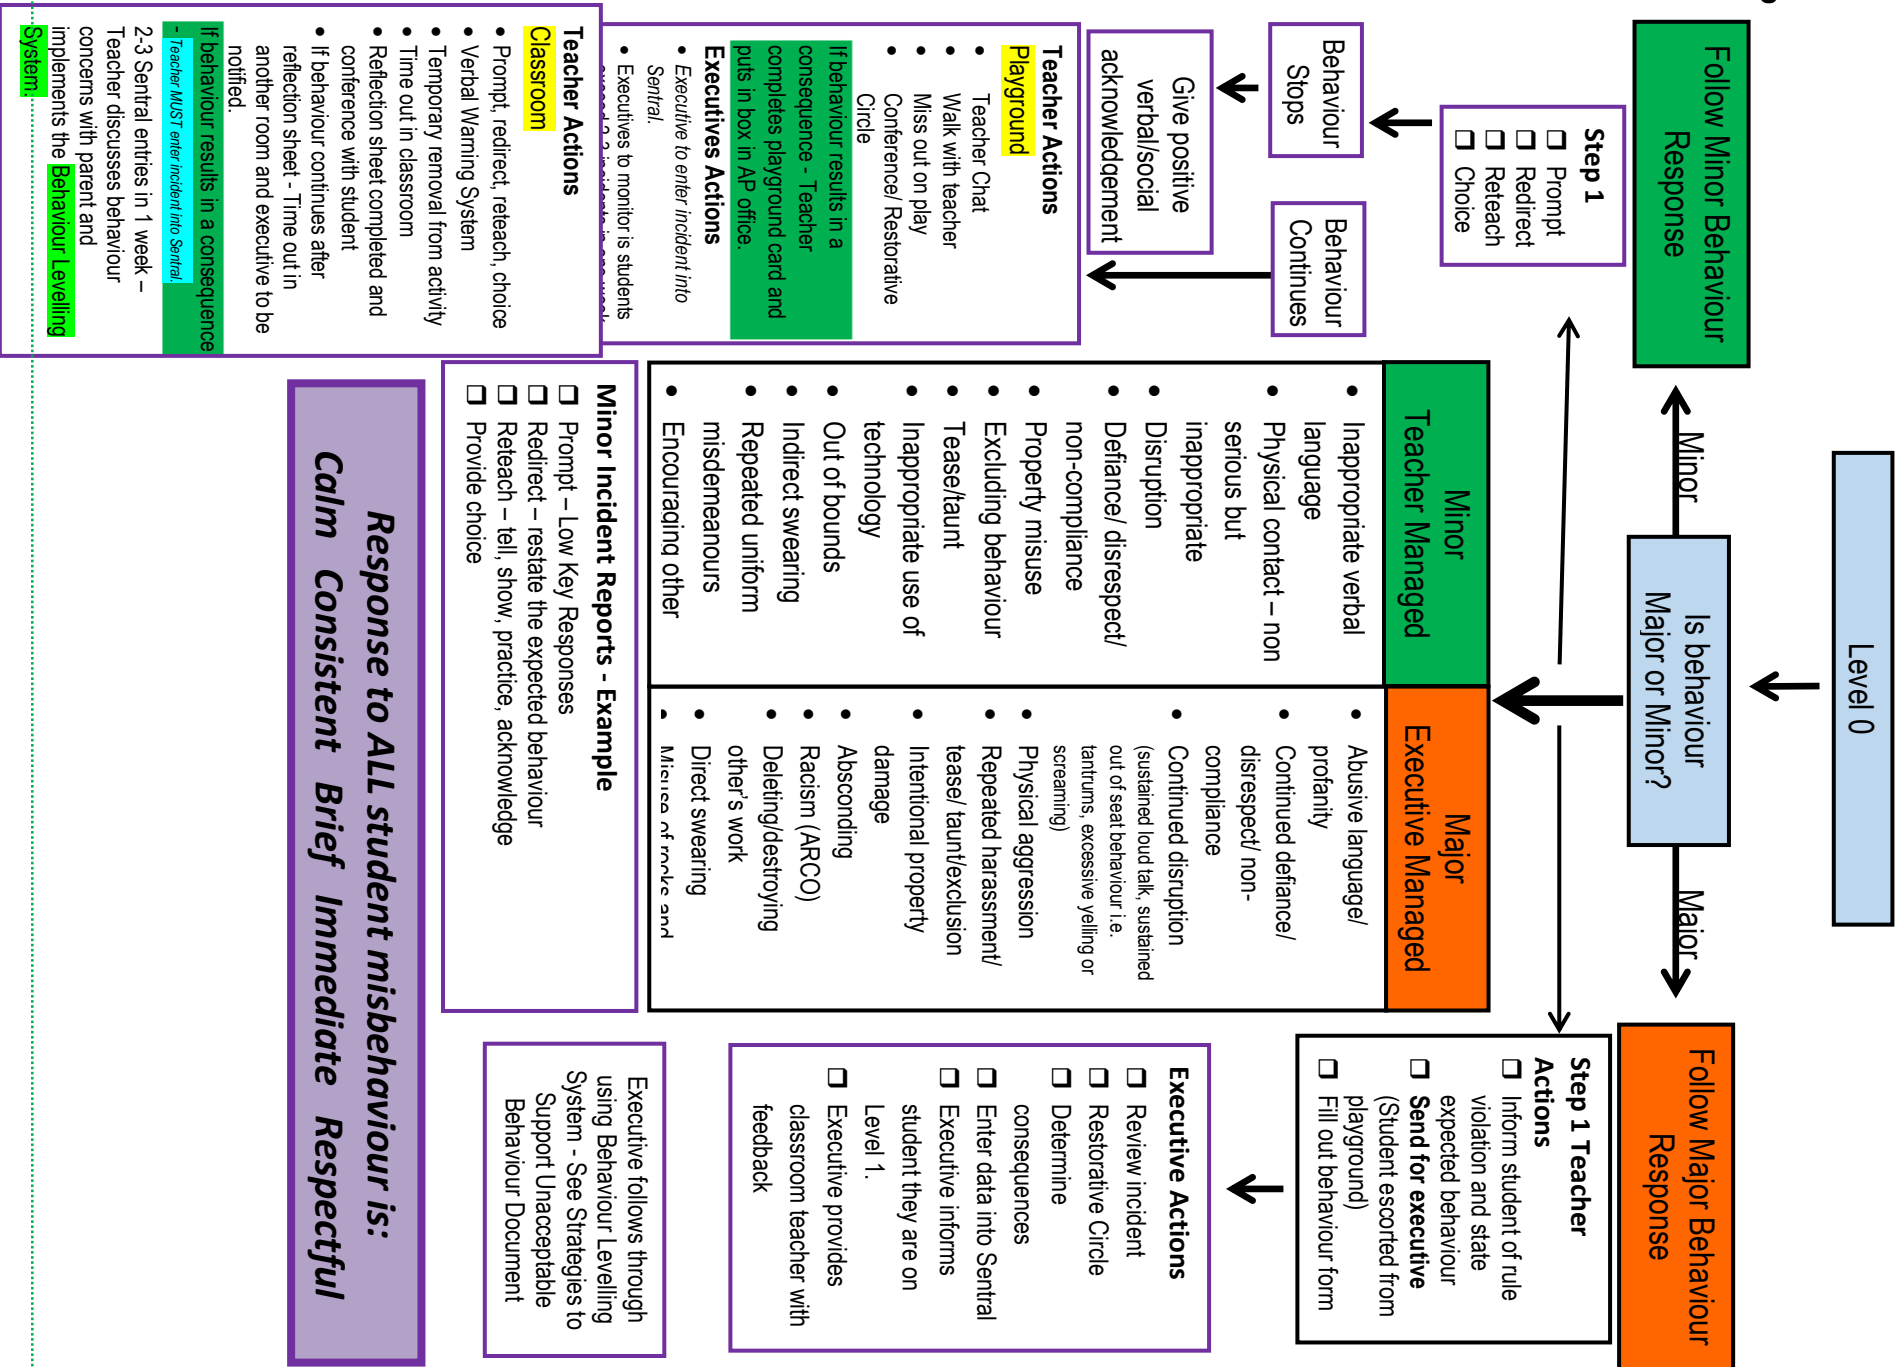 Level 0
Is behaviour
Major or Minor?
Minor
Major
Follow Minor Behaviour
Response
Step 1
❑ Prompt
❑ Redirect
❑ Reteach
❑ Choice
Behaviour
Stops
Behaviour
Continues
Give positive
verbal/social
acknowledgement
Teacher Actions
Playground
• Teacher Chat
• Walk with teacher
• Miss out on play
• Conference/ Restorative
Circle
If behaviour results in a
consequence - Teacher
completes playground card and
puts in box in AP office.
Executives Actions
• Executive to enter incident into
Sentral.
• Executives to monitor is students
Teacher Actions
Classroom
• Prompt, redirect, reteach, choice
• Verbal Warning System
• Temporary removal from activity
• Time out in classroom
• Reflection sheet completed and
conference with student
• If behaviour continues after
reflection sheet - Time out in
another room and executive to be
notified.
If behaviour results in a consequence
- Teacher MUST enter incident into Sentral.
2-3 Sentral entries in 1 week –
Teacher discusses behaviour
concerns with parent and
implements the Behaviour Levelling
System.
Minor
Teacher Managed
• Inappropriate verbal
language
• Physical contact – non
serious but
inappropriate
• Disruption
• Defiance/ disrespect/
non-compliance
• Property misuse
• Excluding behaviour
• Tease/taunt
• Inappropriate use of
technology
• Out of bounds
• Indirect swearing
• Repeated uniform
misdemeanours
• Encouraging other
Major
Executive Managed
• Abusive language/
profanity
• Continued defiance/
disrespect/ non-
compliance
• Continued disruption
(sustained loud talk, sustained
out of seat behaviour i.e.
tantrums, excessive yelling or
screaming)
• Physical aggression
• Repeated harassment/
tease/ taunt/exclusion
• Intentional property
damage
• Absconding
• Racism (ARCO)
• Deleting/destroying
other's work
• Direct swearing
• Misuse of rocks and
Minor Incident Reports - Example
❑ Prompt – Low Key Responses
❑ Redirect – restate the expected behaviour
❑ Reteach – tell, show, practice, acknowledge
❑ Provide choice
Follow Major Behaviour
Response
Step 1 Teacher
Actions
❑ Inform student of rule
violation and state
expected behaviour
❑ Send for executive
(Student escorted from
playground)
❑ Fill out behaviour form
Executive Actions
❑ Review incident
❑ Restorative Circle
❑ Determine
consequences
❑ Enter data into Sentral
❑ Executive informs
student they are on
Level 1.
❑ Executive provides
classroom teacher with
feedback
Executive follows through
using Behaviour Levelling
System - See Strategies to
Support Unacceptable
Behaviour Document
Response to ALL student misbehaviour is:
Calm Consistent Brief Immediate Respectful